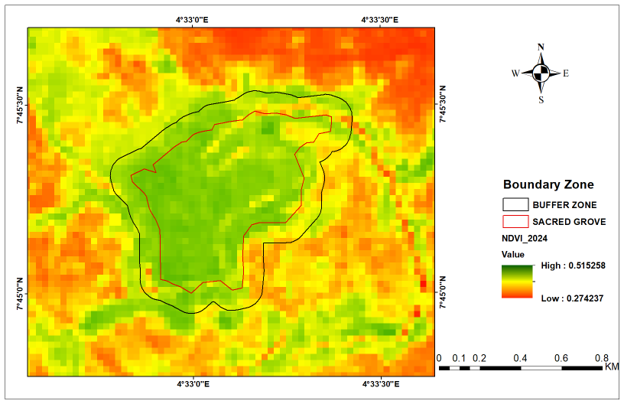 4°33'0"E 4°33'30"E
N
W E
S
7°45'30"N 7°45'30"N
Boundary Zone
BUFFER ZONE
SACRED GROVE
NDVI_2024
Value
High : 0.515258
Low : 0.274237
7°45'0"N 7°45'0"N
0 0.1 0.2 0.4 0.6 0.8
KM
4°33'0"E 4°33'30"E